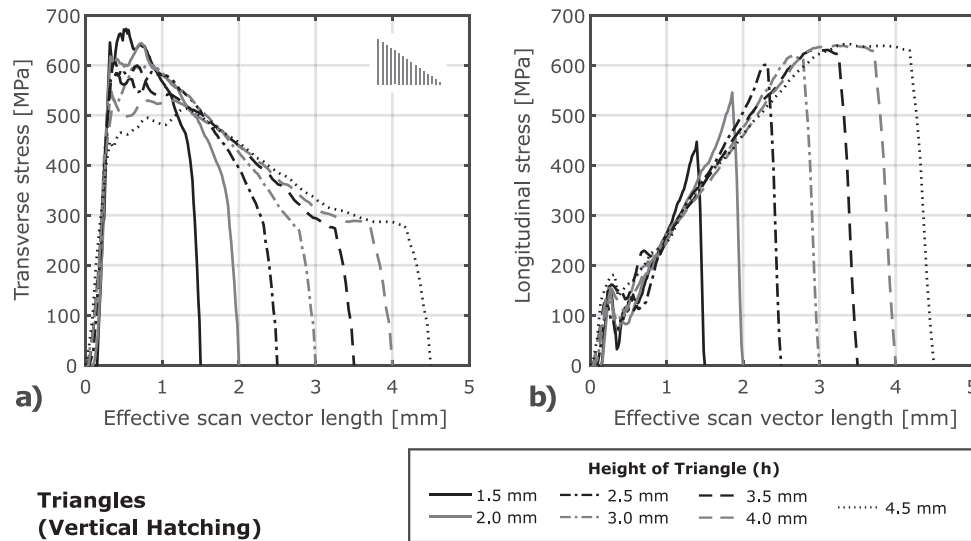 700
600
500
400
300
200
100
0
Transverse stress [MPa]
0 1 2 3 4 5
a)
Effective scan vector length [mm]
700
600
500
400
300
200
100
0
Longitudinal stress [MPa]
0 1 2 3 4 5
b)
Effective scan vector length [mm]
Triangles
(Vertical Hatching)
Height of Triangle (h)
1.5 mm 2.5 mm 3.5 mm 4.5 mm
2.0 mm 3.0 mm 4.0 mm